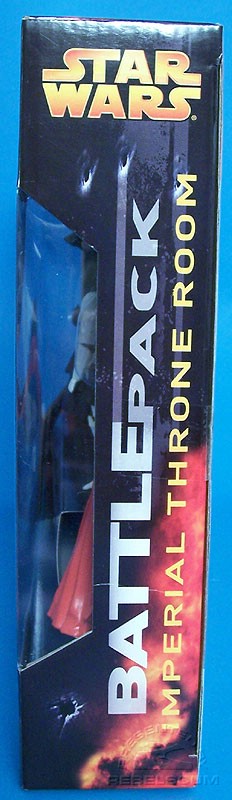 STAR
WARS
BATTLE PACK
IMPERIAL THRONE ROOM
REBELSCUM